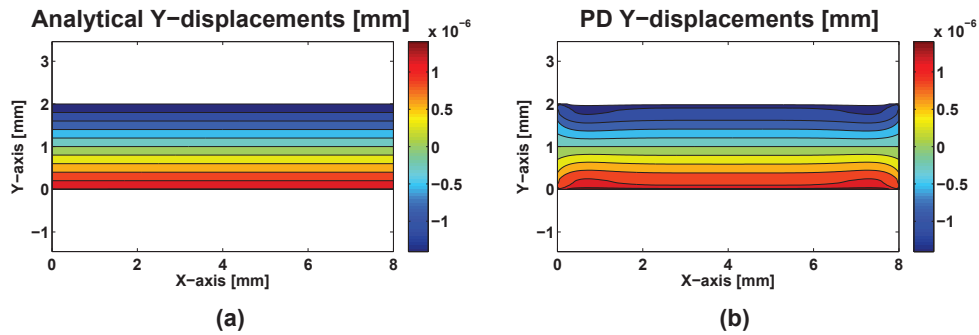 Analytical Y−displacements [mm]
x 10⁻⁶
3
2
1
0
−1
Y−axis [mm]
0 2 4 6 8
X−axis [mm]
1
0.5
0
−0.5
−1
(a)
PD Y−displacements [mm]
x 10⁻⁶
3
2
1
0
−1
Y−axis [mm]
0 2 4 6 8
X−axis [mm]
1
0.5
0
−0.5
−1
(b)